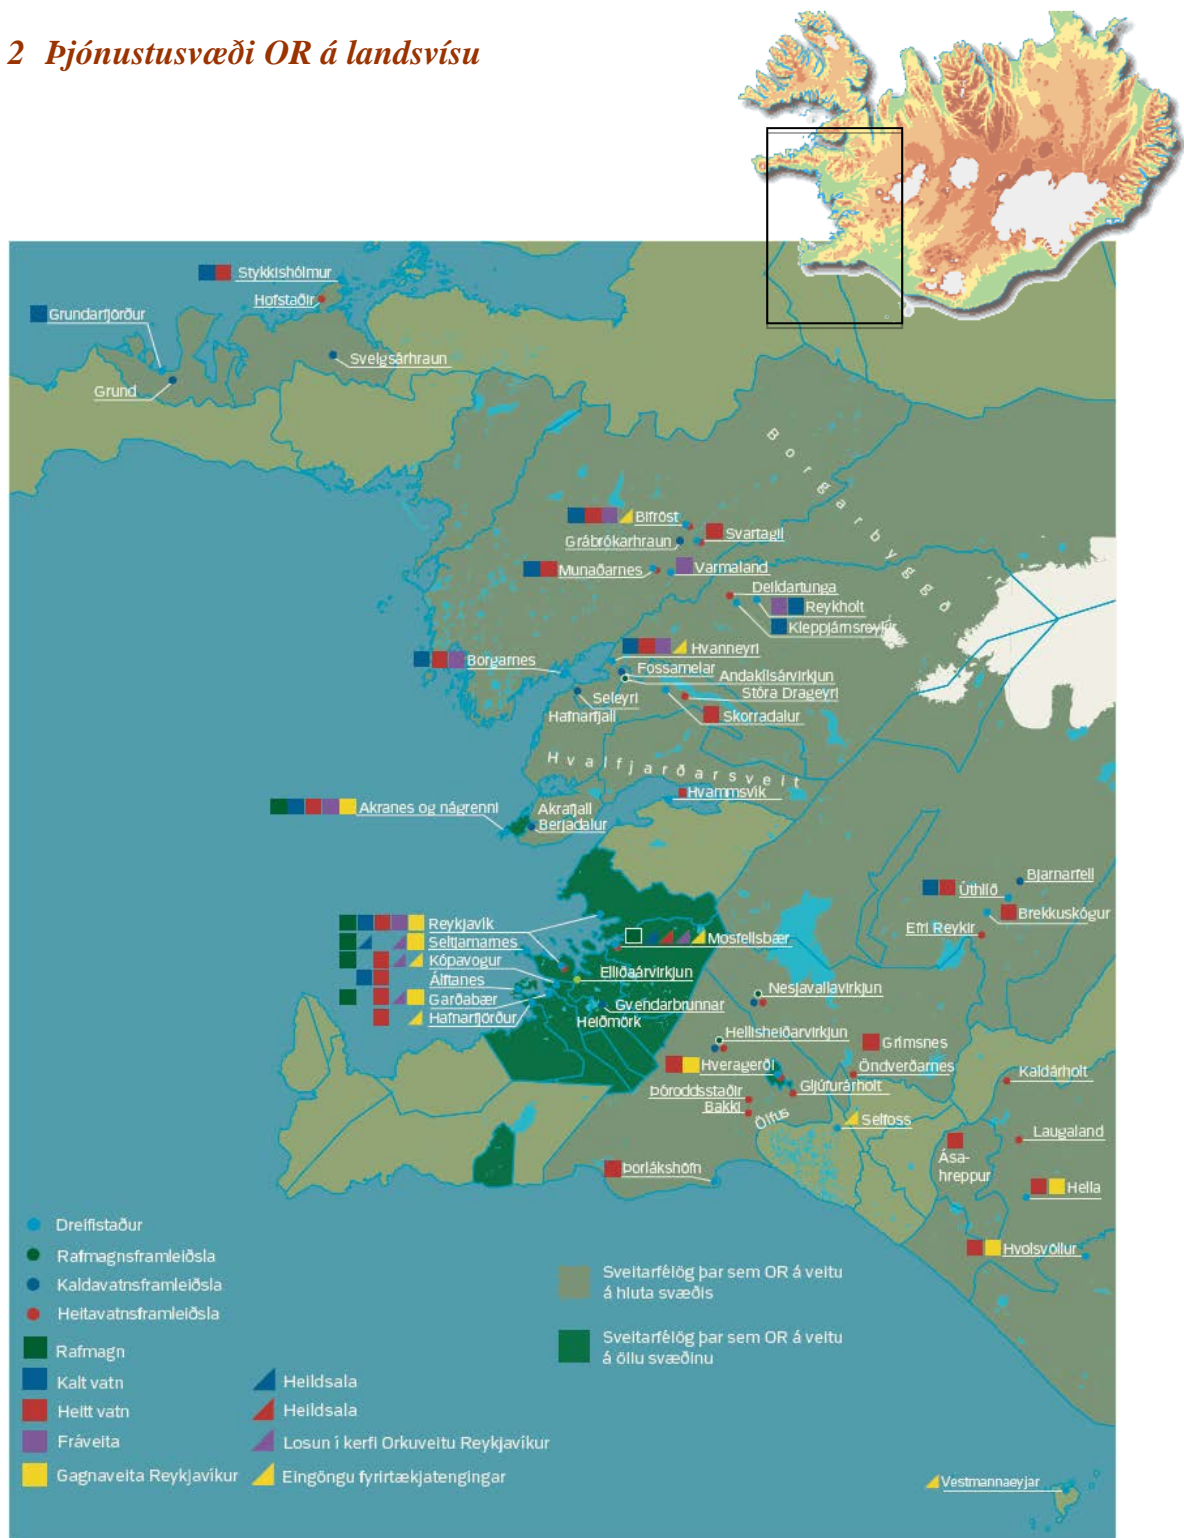 2 Þjónustusvæði OR á landsvísu
Stykkishólmur
Hofstaðir
Grundarfjörður
Svelgsárhraun
Grund
Borgarbyggð
Bifröst
Svartagil
Grábrókarhraun
Munaðarnes
Varmaland
Deildartunga
Reykholt
Kleppjárnsreykir
Hvanneyri
Borgarnes
Fossamelar
Andakílsárvirkjun
Seleyri
Stóra Drageyri
Hafnarfjall
Skorradalur
Hvalfjarðarsveit
Hvammsvík
Akranes og nágrenni
Akrafjall
Berjadalur
Bjarnarfell
Úthlíð
Brekkuskógur
Efri Reykir
Reykjavík
Seltjarnarnes
Mosfellsbær
Kópavogur
Elliðaárvirkjun
Álftanes
Nesjavallavirkjun
Garðabær
Gvendarbrunnar
Hafnarfjörður
Heiðmörk
Hellisheiðarvirkjun
Grímsnes
Hveragerði
Öndverðarnes
Kaldárholt
Þóroddsstaðir
Gljúfurárholt
Bakki
Ölfus
Selfoss
Laugaland
Ása-
hreppur
Þorlákshöfn
Hella
Hvolsvöllur
Dreifistaður
Rafmagnsframleiðsla
Kaldavatnsframleiðsla
Heitavatnsframleiðsla
Rafmagn
Kalt vatn
Heitt vatn
Fráveita
Gagnaveita Reykjavíkur
Heildsala
Heildsala
Losun í kerfi Orkuveitu Reykjavíkur
Eingöngu fyrirtækjatengingar
Sveitarfélög þar sem OR á veitu
á hluta svæðis
Sveitarfélög þar sem OR á veitu
á öllu svæðinu
Vestmannaeyjar